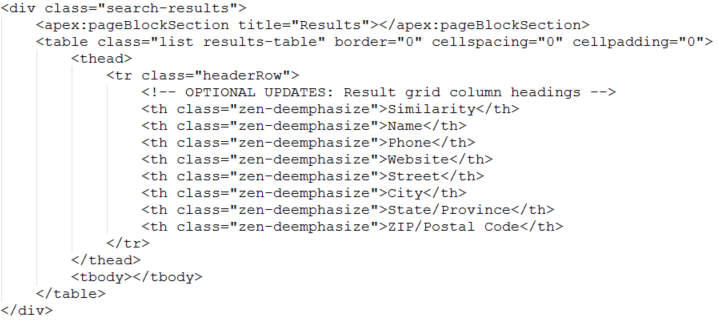 <div class="search-results">
    <apex:pageBlockSection title="Results"></apex:pageBlockSection>
    <table class="list results-table" border="0" cellspacing="0" cellpadding="0">
        <thead>
            <tr class="headerRow">
                <!-- OPTIONAL UPDATES: Result grid column headings -->
                <th class="zen-deemphasize">Similarity</th>
                <th class="zen-deemphasize">Name</th>
                <th class="zen-deemphasize">Phone</th>
                <th class="zen-deemphasize">Website</th>
                <th class="zen-deemphasize">Street</th>
                <th class="zen-deemphasize">City</th>
                <th class="zen-deemphasize">State/Province</th>
                <th class="zen-deemphasize">ZIP/Postal Code</th>
            </tr>
        </thead>
        <tbody></tbody>
    </table>
</div>